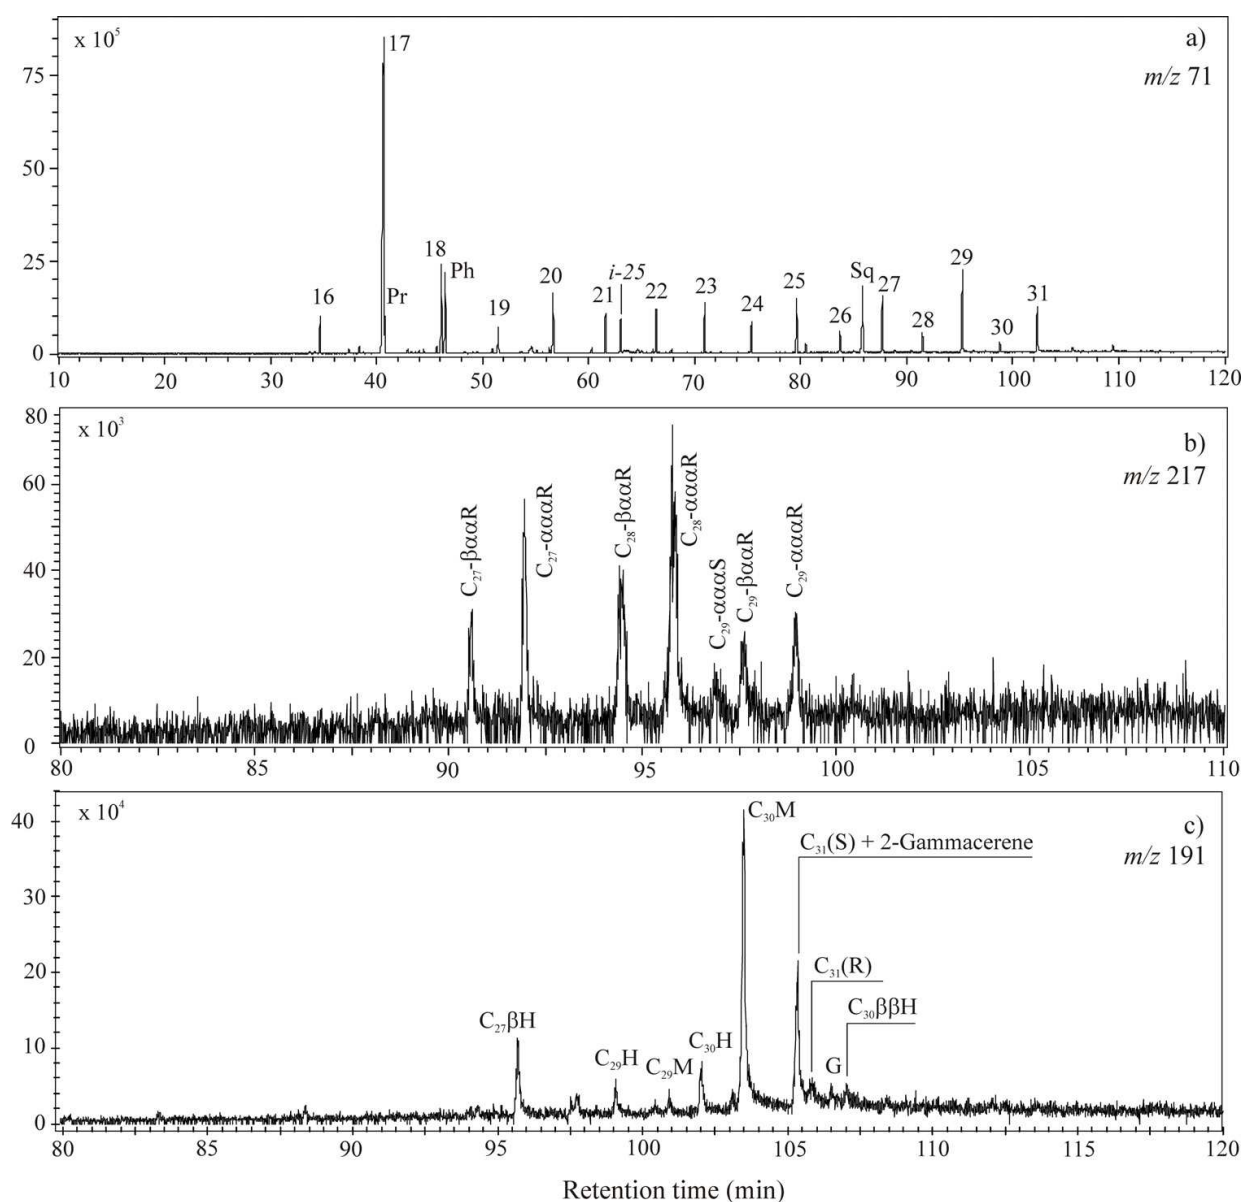 x 10⁵
17
a)
m/z 71
75
50
25
0
16
Pr
18
Ph
19
20
21
i-25
22
23
24
25
26
Sq
27
28
29
30
31
10 20 30 40 50 60 70 80 90 100 110 120
80
x 10³
b)
m/z 217
60
40
20
0
C₂₇-βααR
C₂₇-αααR
C₂₈-βααR
C₂₈-αααR
C₂₉-αααS
C₂₉-βααR
C₂₉-αααR
80 85 90 95 100 105 110
x 10⁴
c)
m/z 191
40
30
20
10
0
C₂₇βH
C₂₉H
C₂₉M
C₃₀H
C₃₀M
C₃₁(S) + 2-Gammacerene
C₃₁(R)
G
C₃₀ββH
80 85 90 95 100 105 110 115 120
Retention time (min)